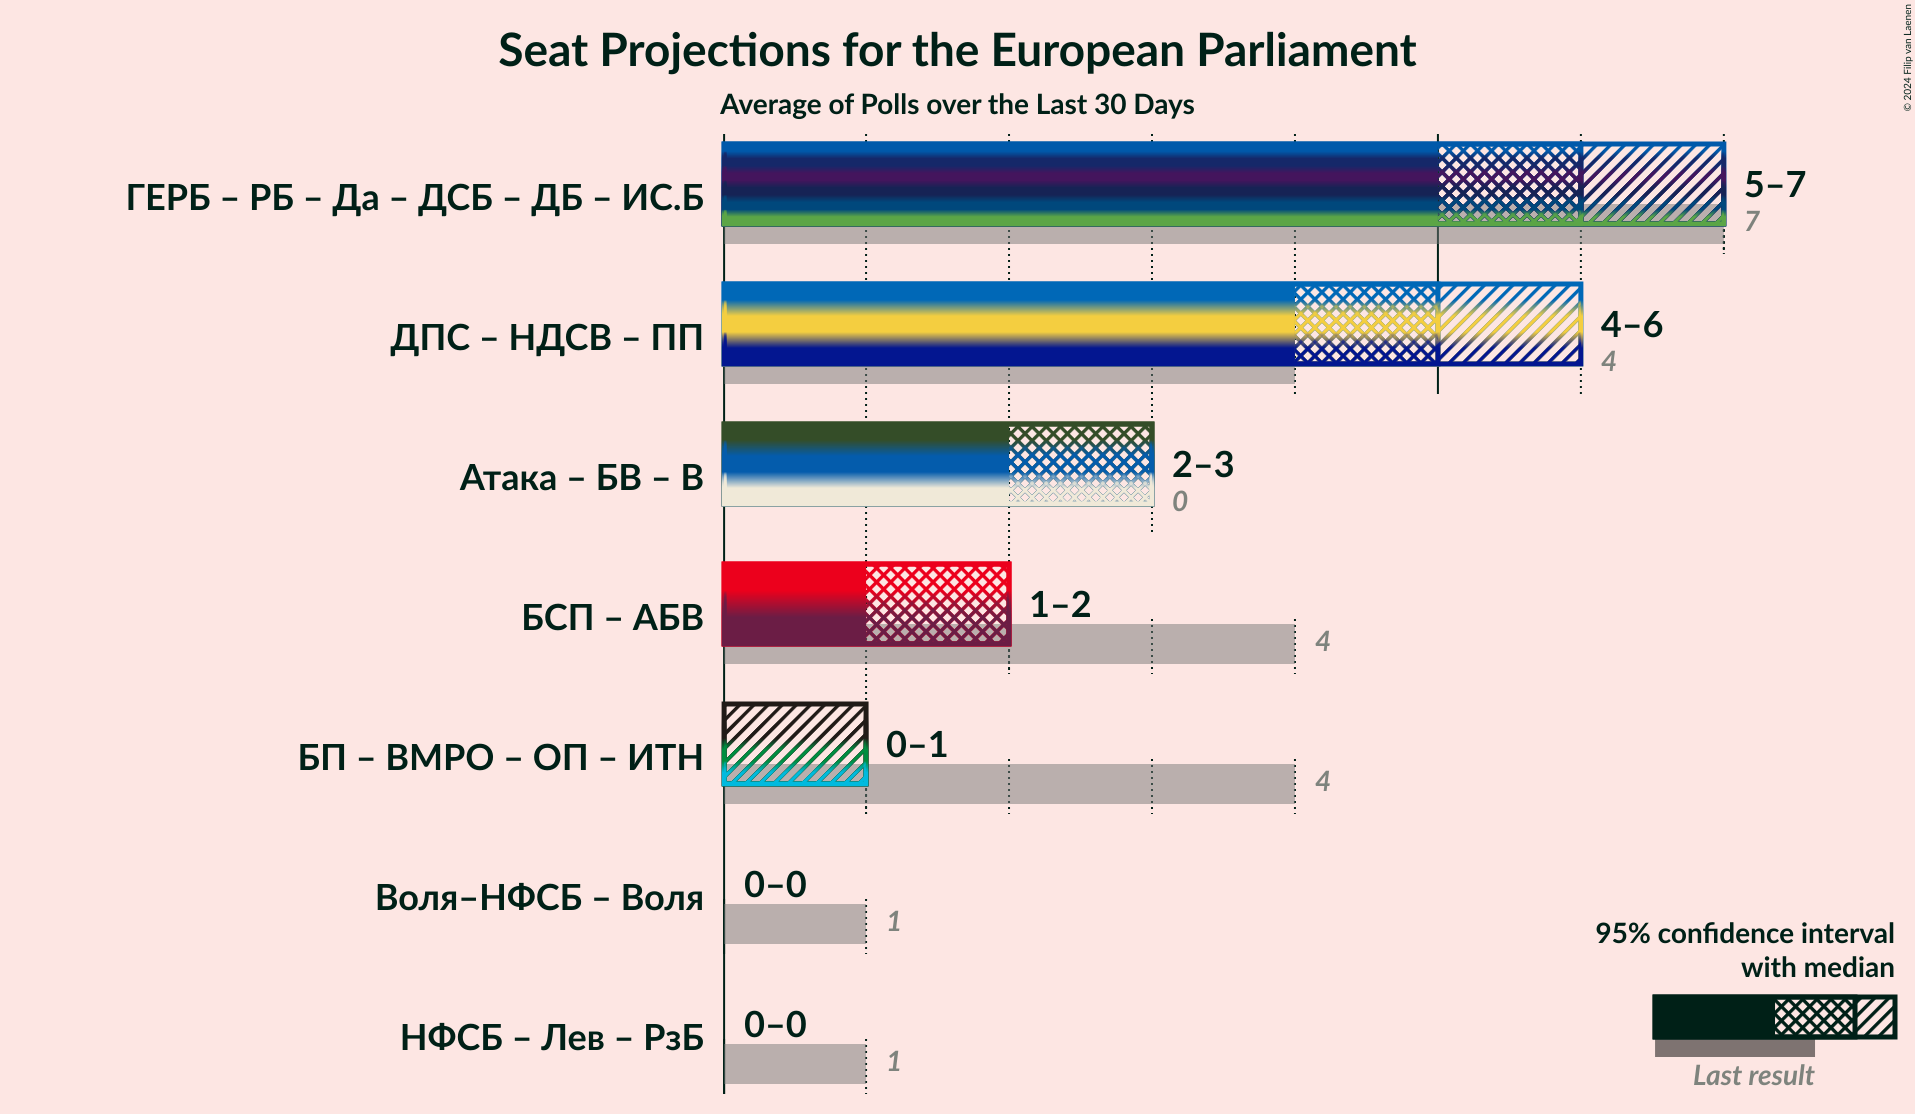 Seat Projections for the European Parliament
Average of Polls over the Last 30 Days
© 2024 Filip van Laenen
ГЕРБ – РБ – Да – ДСБ – ДБ – ИС.Б
5–7
7
ДПС – НДСВ – ПП
4–6
4
Атака – БВ – В
2–3
0
БСП – АБВ
1–2
4
БП – ВМРО – ОП – ИТН
0–1
4
Воля–НФСБ – Воля
0–0
1
НФСБ – Лев – РзБ
0–0
1
95% confidence interval
with median
Last result